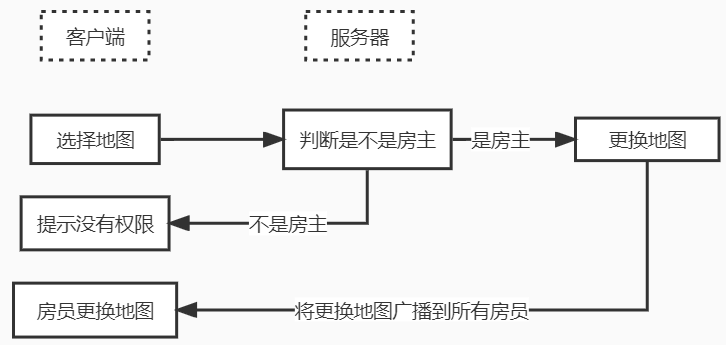 客户端
服务器
选择地图
判断是不是房主
是房主
更换地图
提示没有权限
不是房主
房员更换地图
将更换地图广播到所有房员